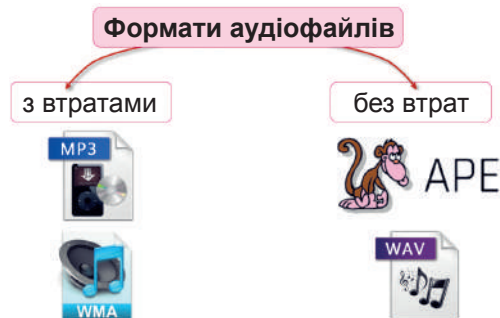 Формати аудіофайлів
з втратами
без втрат
MP3
APE
WMA
WAV